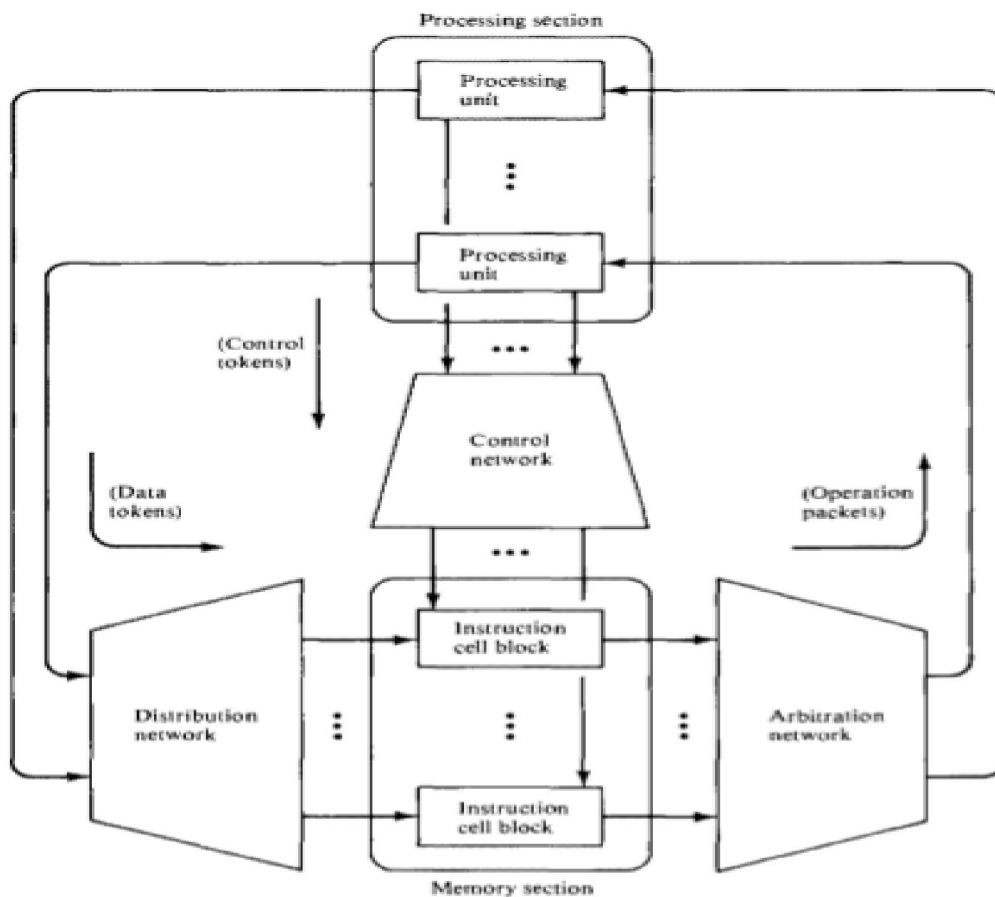 Processing section
Processing
unit
Processing
unit
(Control
tokens)
Control
network
(Data
tokens)
(Operation
packets)
Instruction
cell block
Distribution
network
Arbitration
network
Instruction
cell block
Memory section